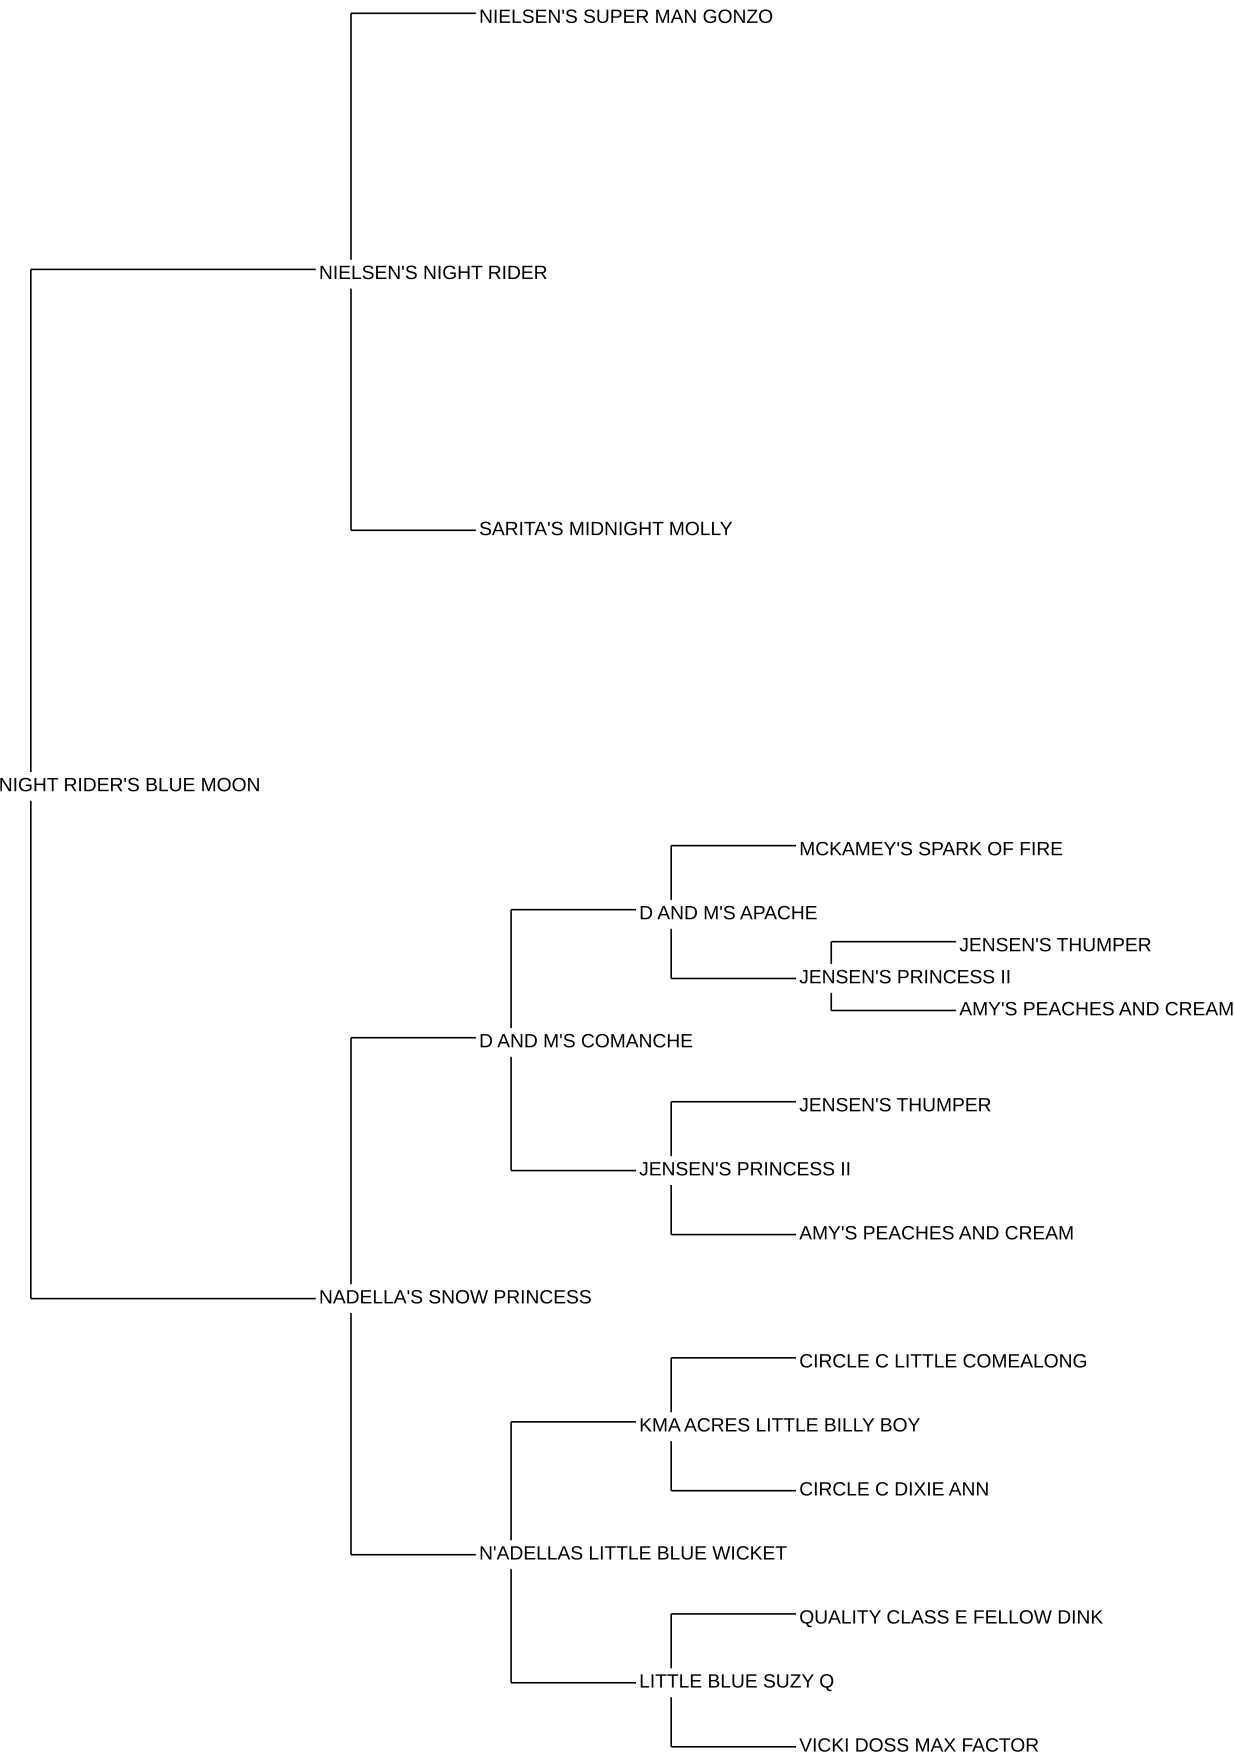 NIELSEN'S SUPER MAN GONZO
NIELSEN'S NIGHT RIDER
SARITA'S MIDNIGHT MOLLY
NIGHT RIDER'S BLUE MOON
MCKAMEY'S SPARK OF FIRE
D AND M'S APACHE
JENSEN'S THUMPER
JENSEN'S PRINCESS II
AMY'S PEACHES AND CREAM
D AND M'S COMANCHE
JENSEN'S THUMPER
JENSEN'S PRINCESS II
AMY'S PEACHES AND CREAM
NADELLA'S SNOW PRINCESS
CIRCLE C LITTLE COMEALONG
KMA ACRES LITTLE BILLY BOY
CIRCLE C DIXIE ANN
N'ADELLAS LITTLE BLUE WICKET
QUALITY CLASS E FELLOW DINK
LITTLE BLUE SUZY Q
VICKI DOSS MAX FACTOR